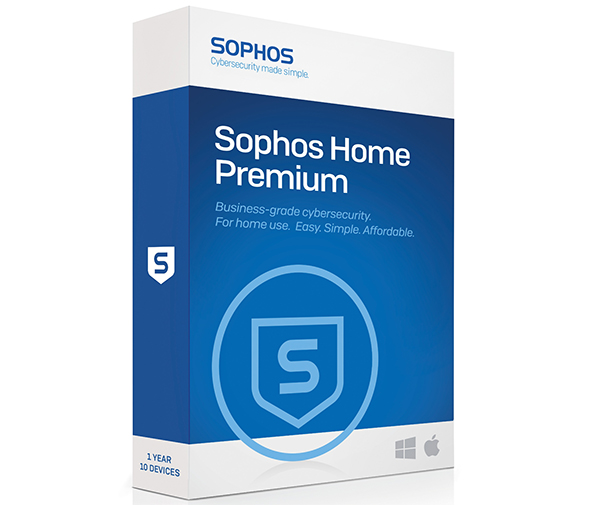 SOPHOS
Cybersecurity made simple.
Sophos Home
Premium
Business-grade cybersecurity.
For home use. Easy. Simple. Affordable.
S
S
1 YEAR
10 DEVICES